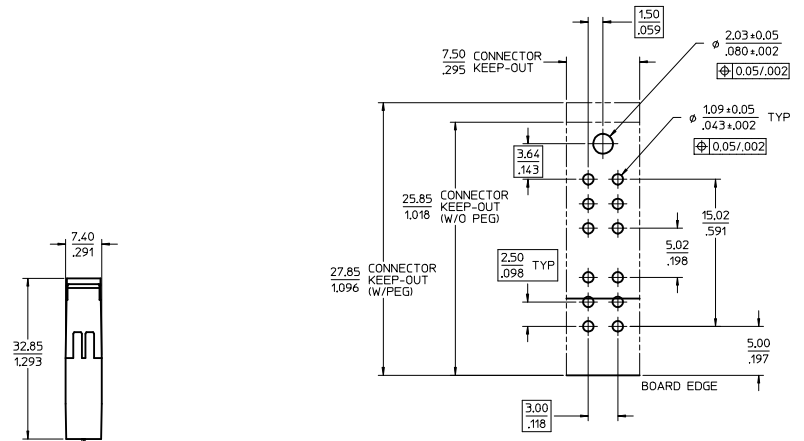 1.50
.059
7.50 CONNECTOR
.295 KEEP-OUT
⌀ 2.03±0.05
.080±.002
⌖ 0.05/.002
⌀ 1.09±0.05 TYP
.043±.002
⌖ 0.05/.002
3.64
.143
25.85 CONNECTOR
1.018 KEEP-OUT
(W/O PEG)
15.02
.591
5.02
.198
27.85 CONNECTOR
1.096 KEEP-OUT
(W/PEG)
2.50 TYP
.098
7.40
.291
32.85
1.293
5.00
.197
BOARD EDGE
3.00
.118